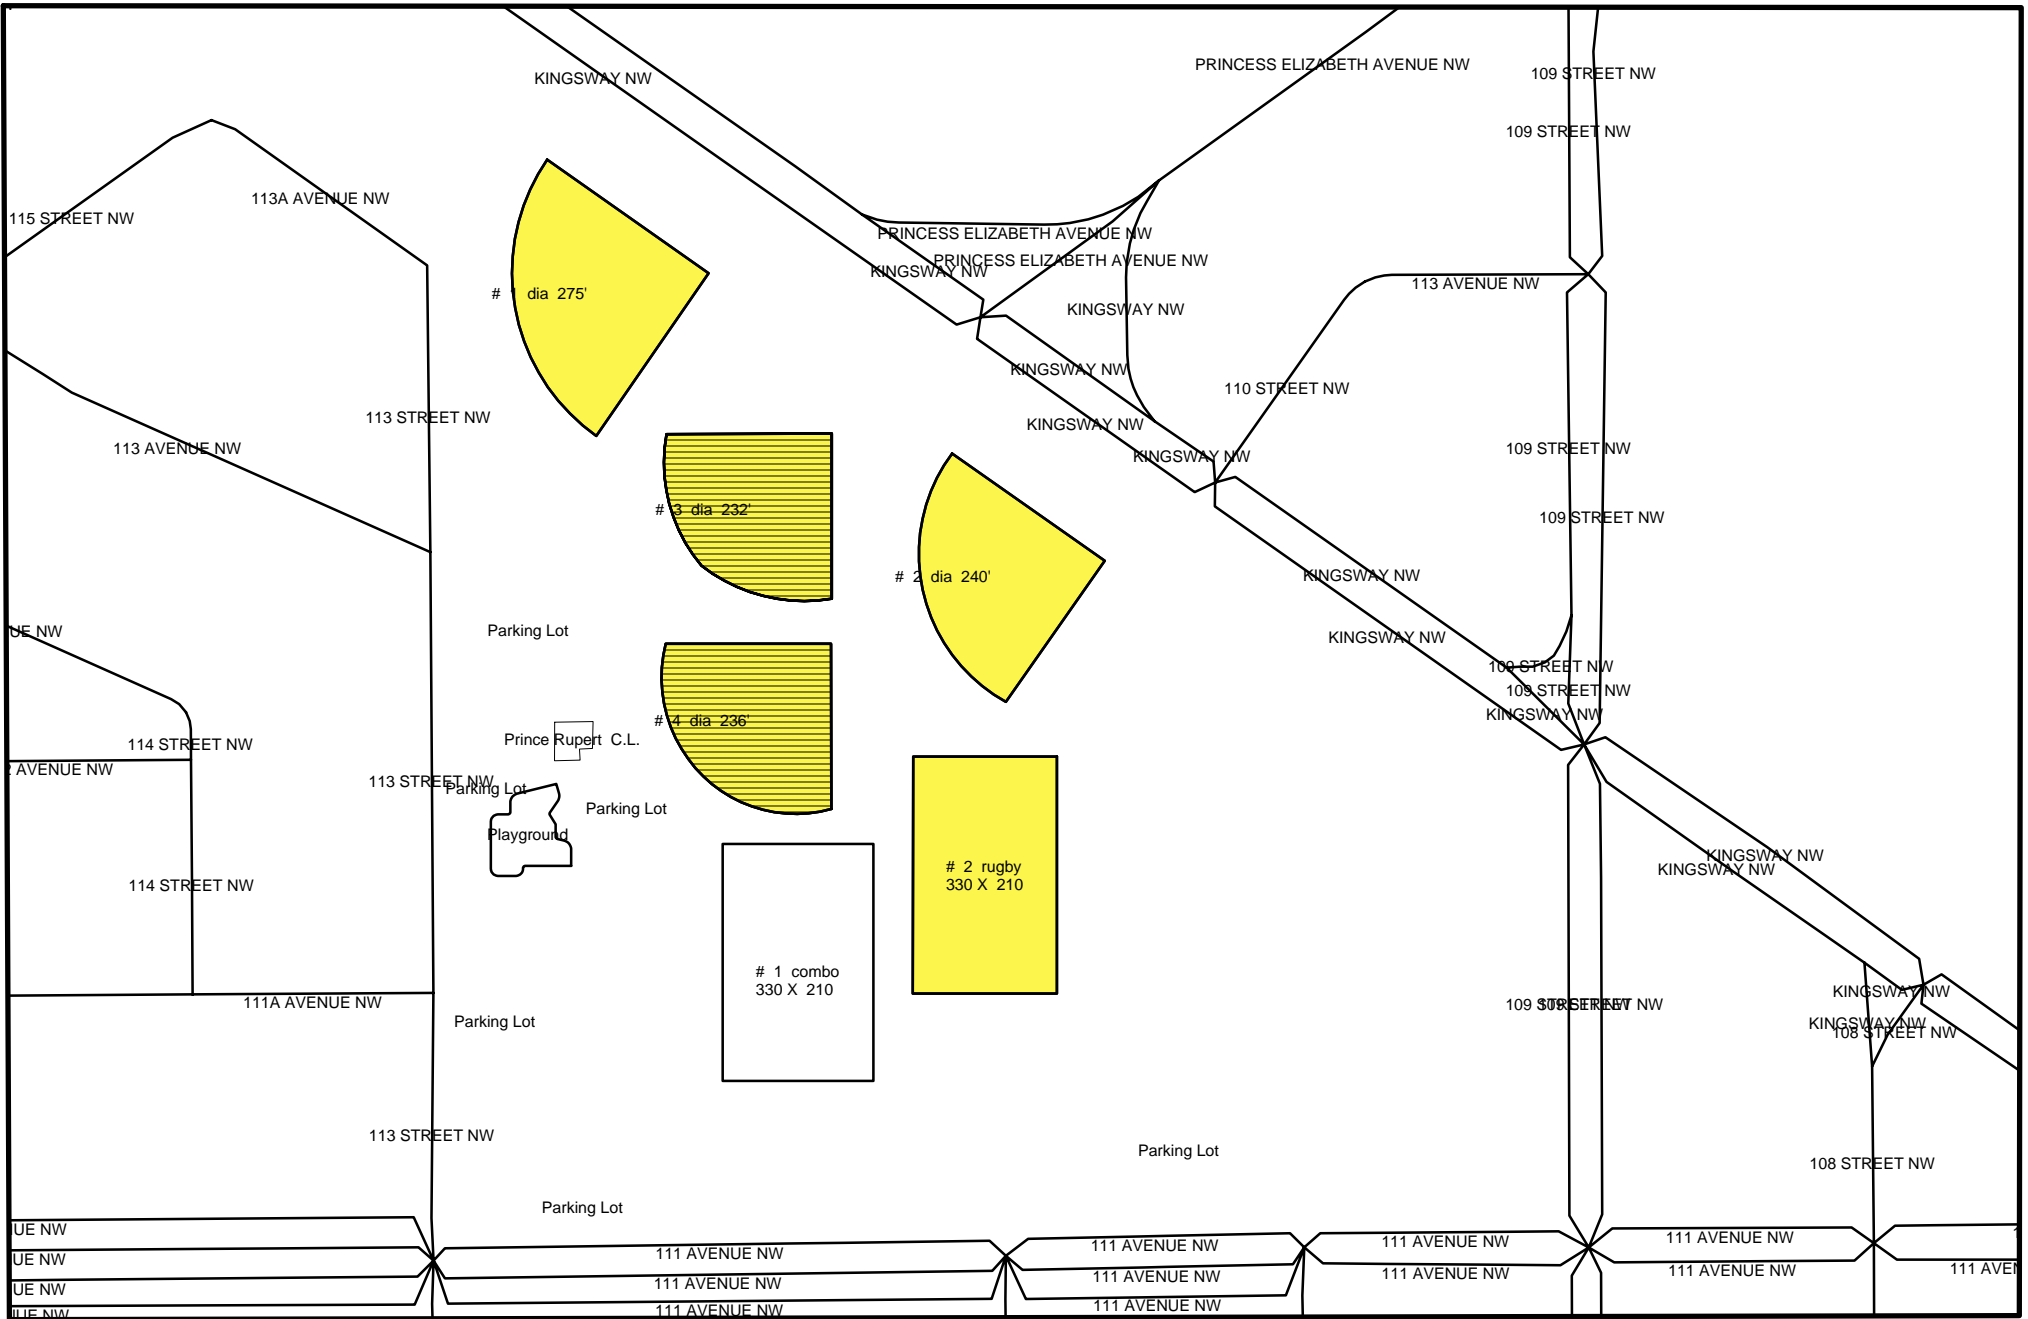 PRINCESS ELIZABETH AVENUE NW
109 STREET NW
KINGSWAY NW
109 STREET NW
113A AVENUE NW
115 STREET NW
PRINCESS ELIZABETH AVENUE NW
PRINCESS ELIZABETH AVENUE NW
KINGSWAY NW
113 AVENUE NW
# 1 dia 275'
KINGSWAY NW
KINGSWAY NW
110 STREET NW
113 STREET NW
KINGSWAY NW
113 AVENUE NW
109 STREET NW
KINGSWAY NW
# 3 dia 232'
109 STREET NW
# 2 dia 240'
KINGSWAY NW
UE NW
Parking Lot
KINGSWAY NW
109 STREET NW
109 STREET NW
KINGSWAY NW
# 4 dia 236'
Prince Rupert C.L.
114 STREET NW
AVENUE NW
113 STREET NW
Parking Lot
Parking Lot
Playground
KINGSWAY NW
KINGSWAY NW
# 2 rugby
330 X 210
114 STREET NW
# 1 combo
330 X 210
KINGSWAY NW
111A AVENUE NW
109 STREET NW
109 STREET NW
Parking Lot
KINGSWAY NW
108 STREET NW
113 STREET NW
Parking Lot
108 STREET NW
Parking Lot
UE NW
111 AVENUE NW
111 AVENUE NW
111 AVENUE NW
111 AVENUE NW
UE NW
111 AVENUE NW
111 AVENUE NW
111 AVENUE NW
111 AVENUE NW
111 AVEN
UE NW
111 AVENUE NW
111 AVENUE NW
UE NW